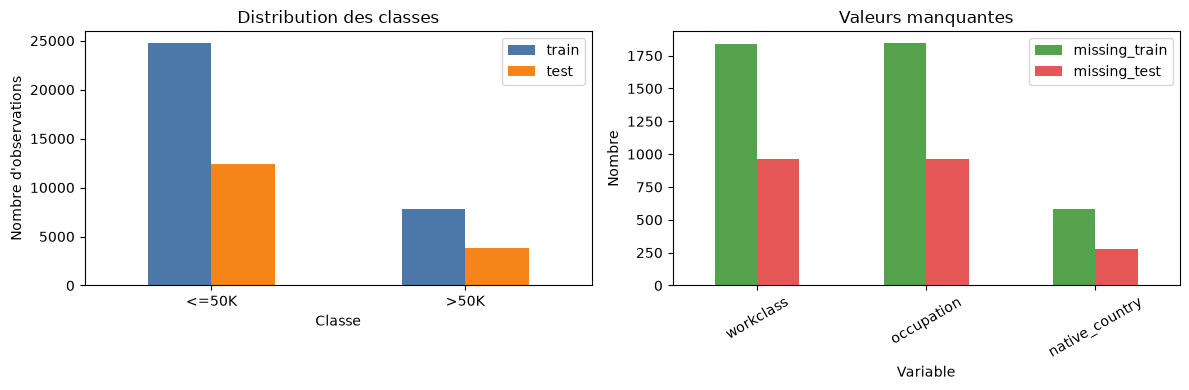 Distribution des classes
25000
20000
15000
10000
5000
0
Nombre d'observations
train
test
<=50K
>50K
Classe
Valeurs manquantes
1750
1500
1250
1000
750
500
250
0
Nombre
missing_train
missing_test
workclass
occupation
native_country
Variable